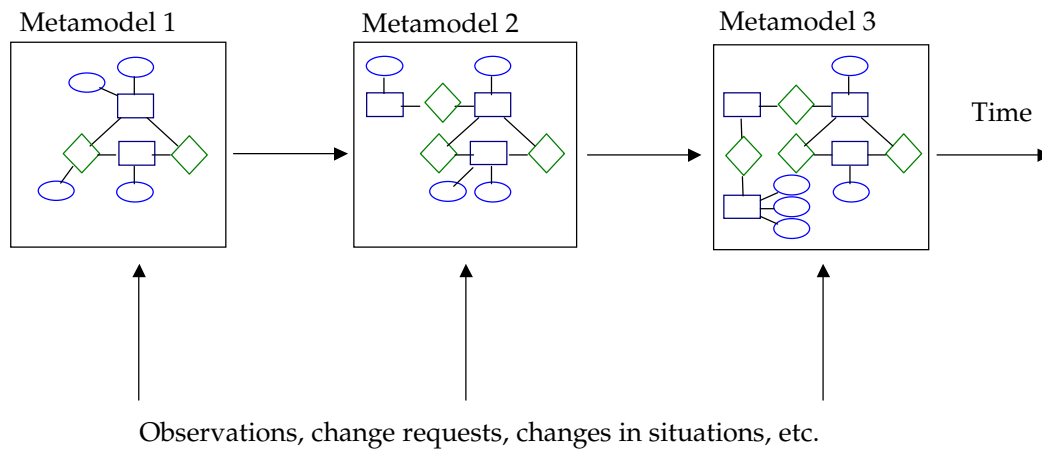 Metamodel 1
Metamodel 2
Metamodel 3
Time
Observations, change requests, changes in situations, etc.